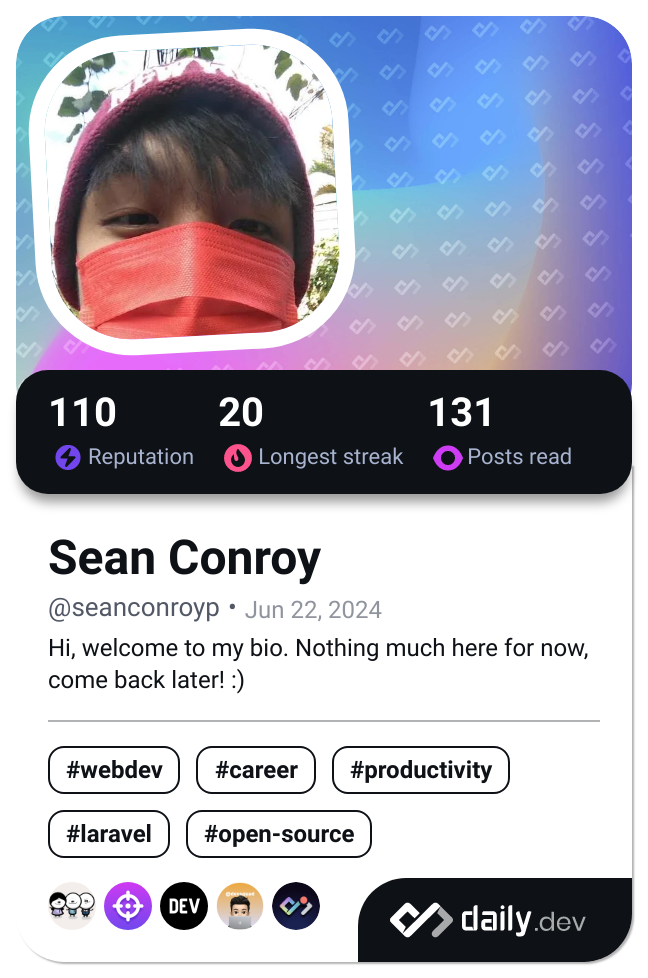 110 20 131
Reputation Longest streak Posts read
Sean Conroy
@seanconroyp • Jun 22, 2024
Hi, welcome to my bio. Nothing much here for now,
come back later! :)
#webdev #career #productivity
#laravel #open-source
DEV
daily.dev